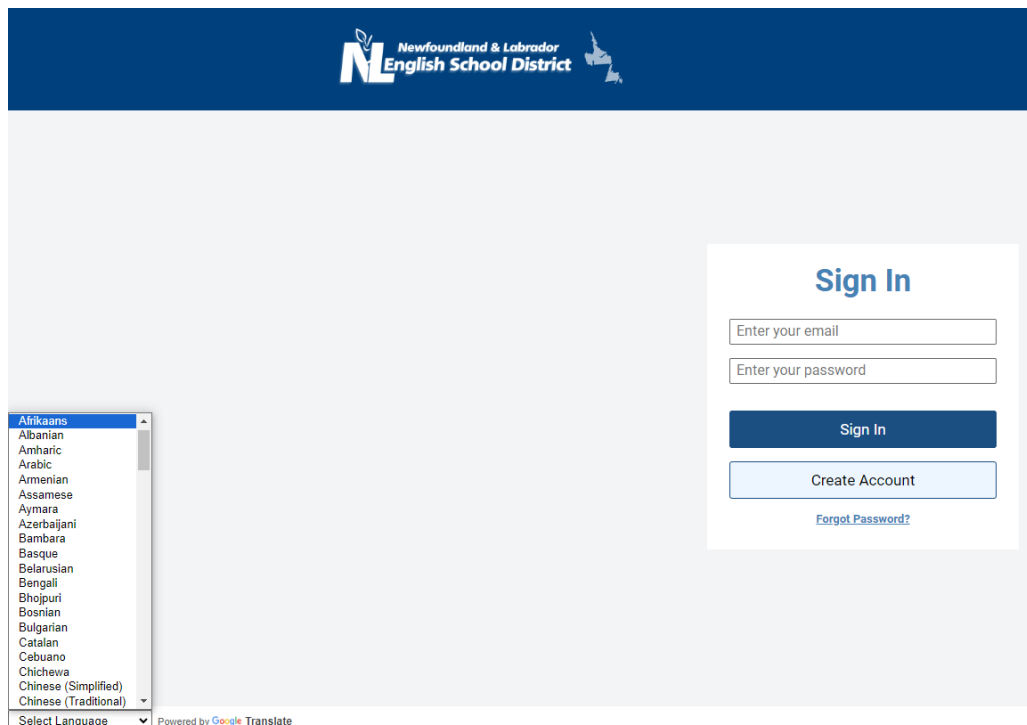 Newfoundland & Labrador
NL English School District
Sign In
Enter your email
Enter your password
Sign In
Create Account
Forgot Password?
Afrikaans
Albanian
Amharic
Arabic
Armenian
Assamese
Aymara
Azerbaijani
Bambara
Basque
Belarusian
Bengali
Bhojpuri
Bosnian
Bulgarian
Catalan
Cebuano
Chichewa
Chinese (Simplified)
Chinese (Traditional)
Select Language Powered by Google Translate